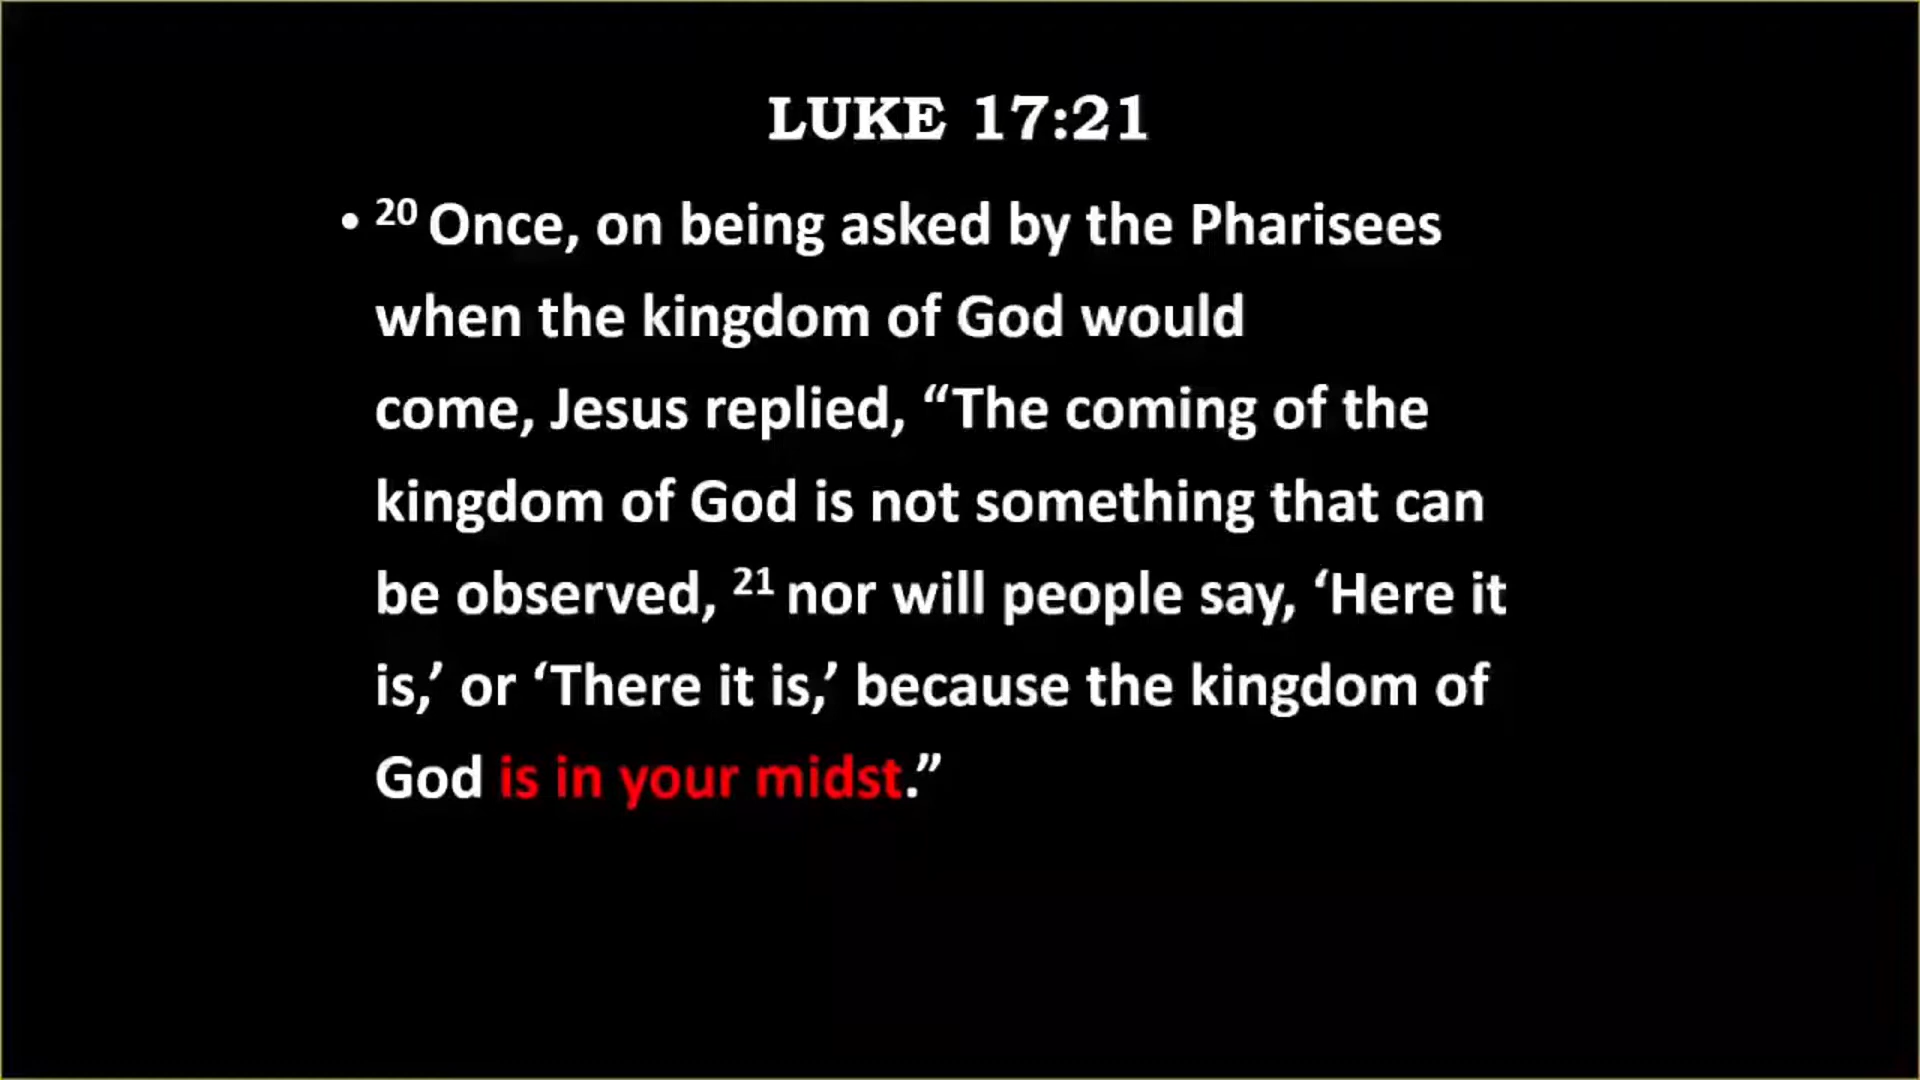 LUKE 17:21
• 20 Once, on being asked by the Pharisees
when the kingdom of God would
come, Jesus replied, “The coming of the
kingdom of God is not something that can
be observed, 21 nor will people say, ‘Here it
is,’ or ‘There it is,’ because the kingdom of
God is in your midst.”